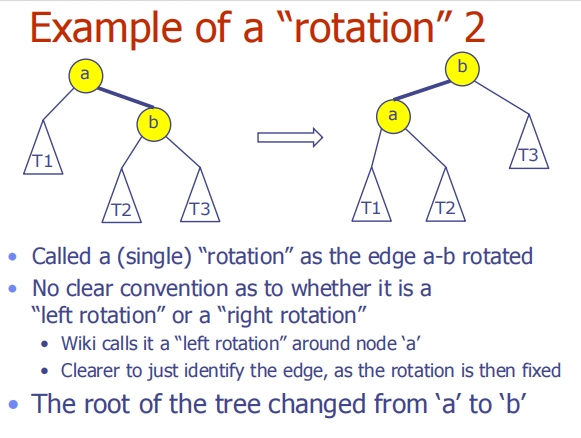 Example of a “rotation” 2
a
b
T1
T2
T3
b
a
T3
T1
T2
• Called a (single) “rotation” as the edge a-b rotated
• No clear convention as to whether it is a
“left rotation” or a “right rotation”
• Wiki calls it a “left rotation” around node ‘a’
• Clearer to just identify the edge, as the rotation is then fixed
• The root of the tree changed from ‘a’ to ‘b’